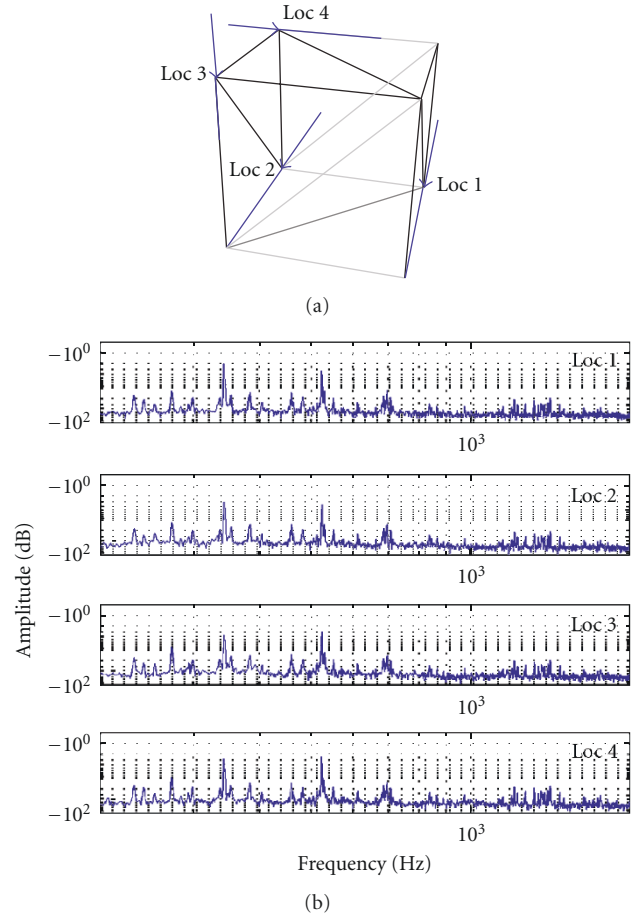 Loc 4
Loc 3
Loc 2
Loc 1
(a)
Amplitude (dB)
−10⁰
Loc 1
−10²
10³
−10⁰
Loc 2
−10²
10³
−10⁰
Loc 3
−10²
10³
−10⁰
Loc 4
−10²
10³
Frequency (Hz)
(b)